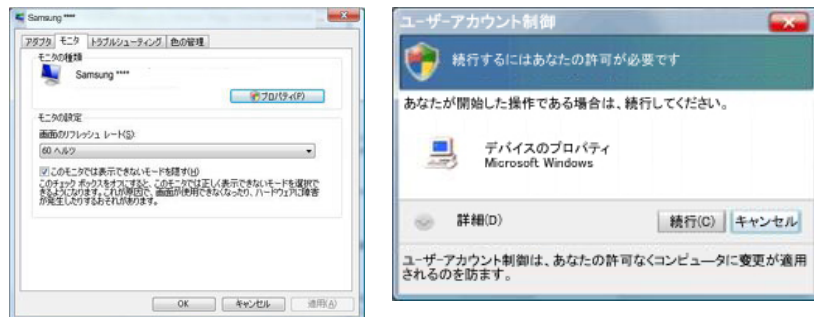 Samsung ****
アダプタ モニタ トラブルシューティング 色の管理
モニタの種類
Samsung ****
プロパティ(P)
モニタの設定
画面のリフレッシュ レート(S):
60 ヘルツ
このモニタでは表示できないモードを隠す(H)
このチェック ボックスをオフにすると、このモニタでは正しく表示できないモードを選択で
きるようになります。これが原因で、画面が使用できなくなったり、ハードウェアに障害
が発生したりするおそれがあります。
OK キャンセル 適用(A)
ユーザーアカウント制御
続行するにはあなたの許可が必要です
あなたが開始した操作である場合は、続行してください。
デバイスのプロパティ
Microsoft Windows
詳細(D) 続行(C) キャンセル
ユーザーアカウント制御は、あなたの許可なくコンピュータに変更が適用
されるのを防ます。